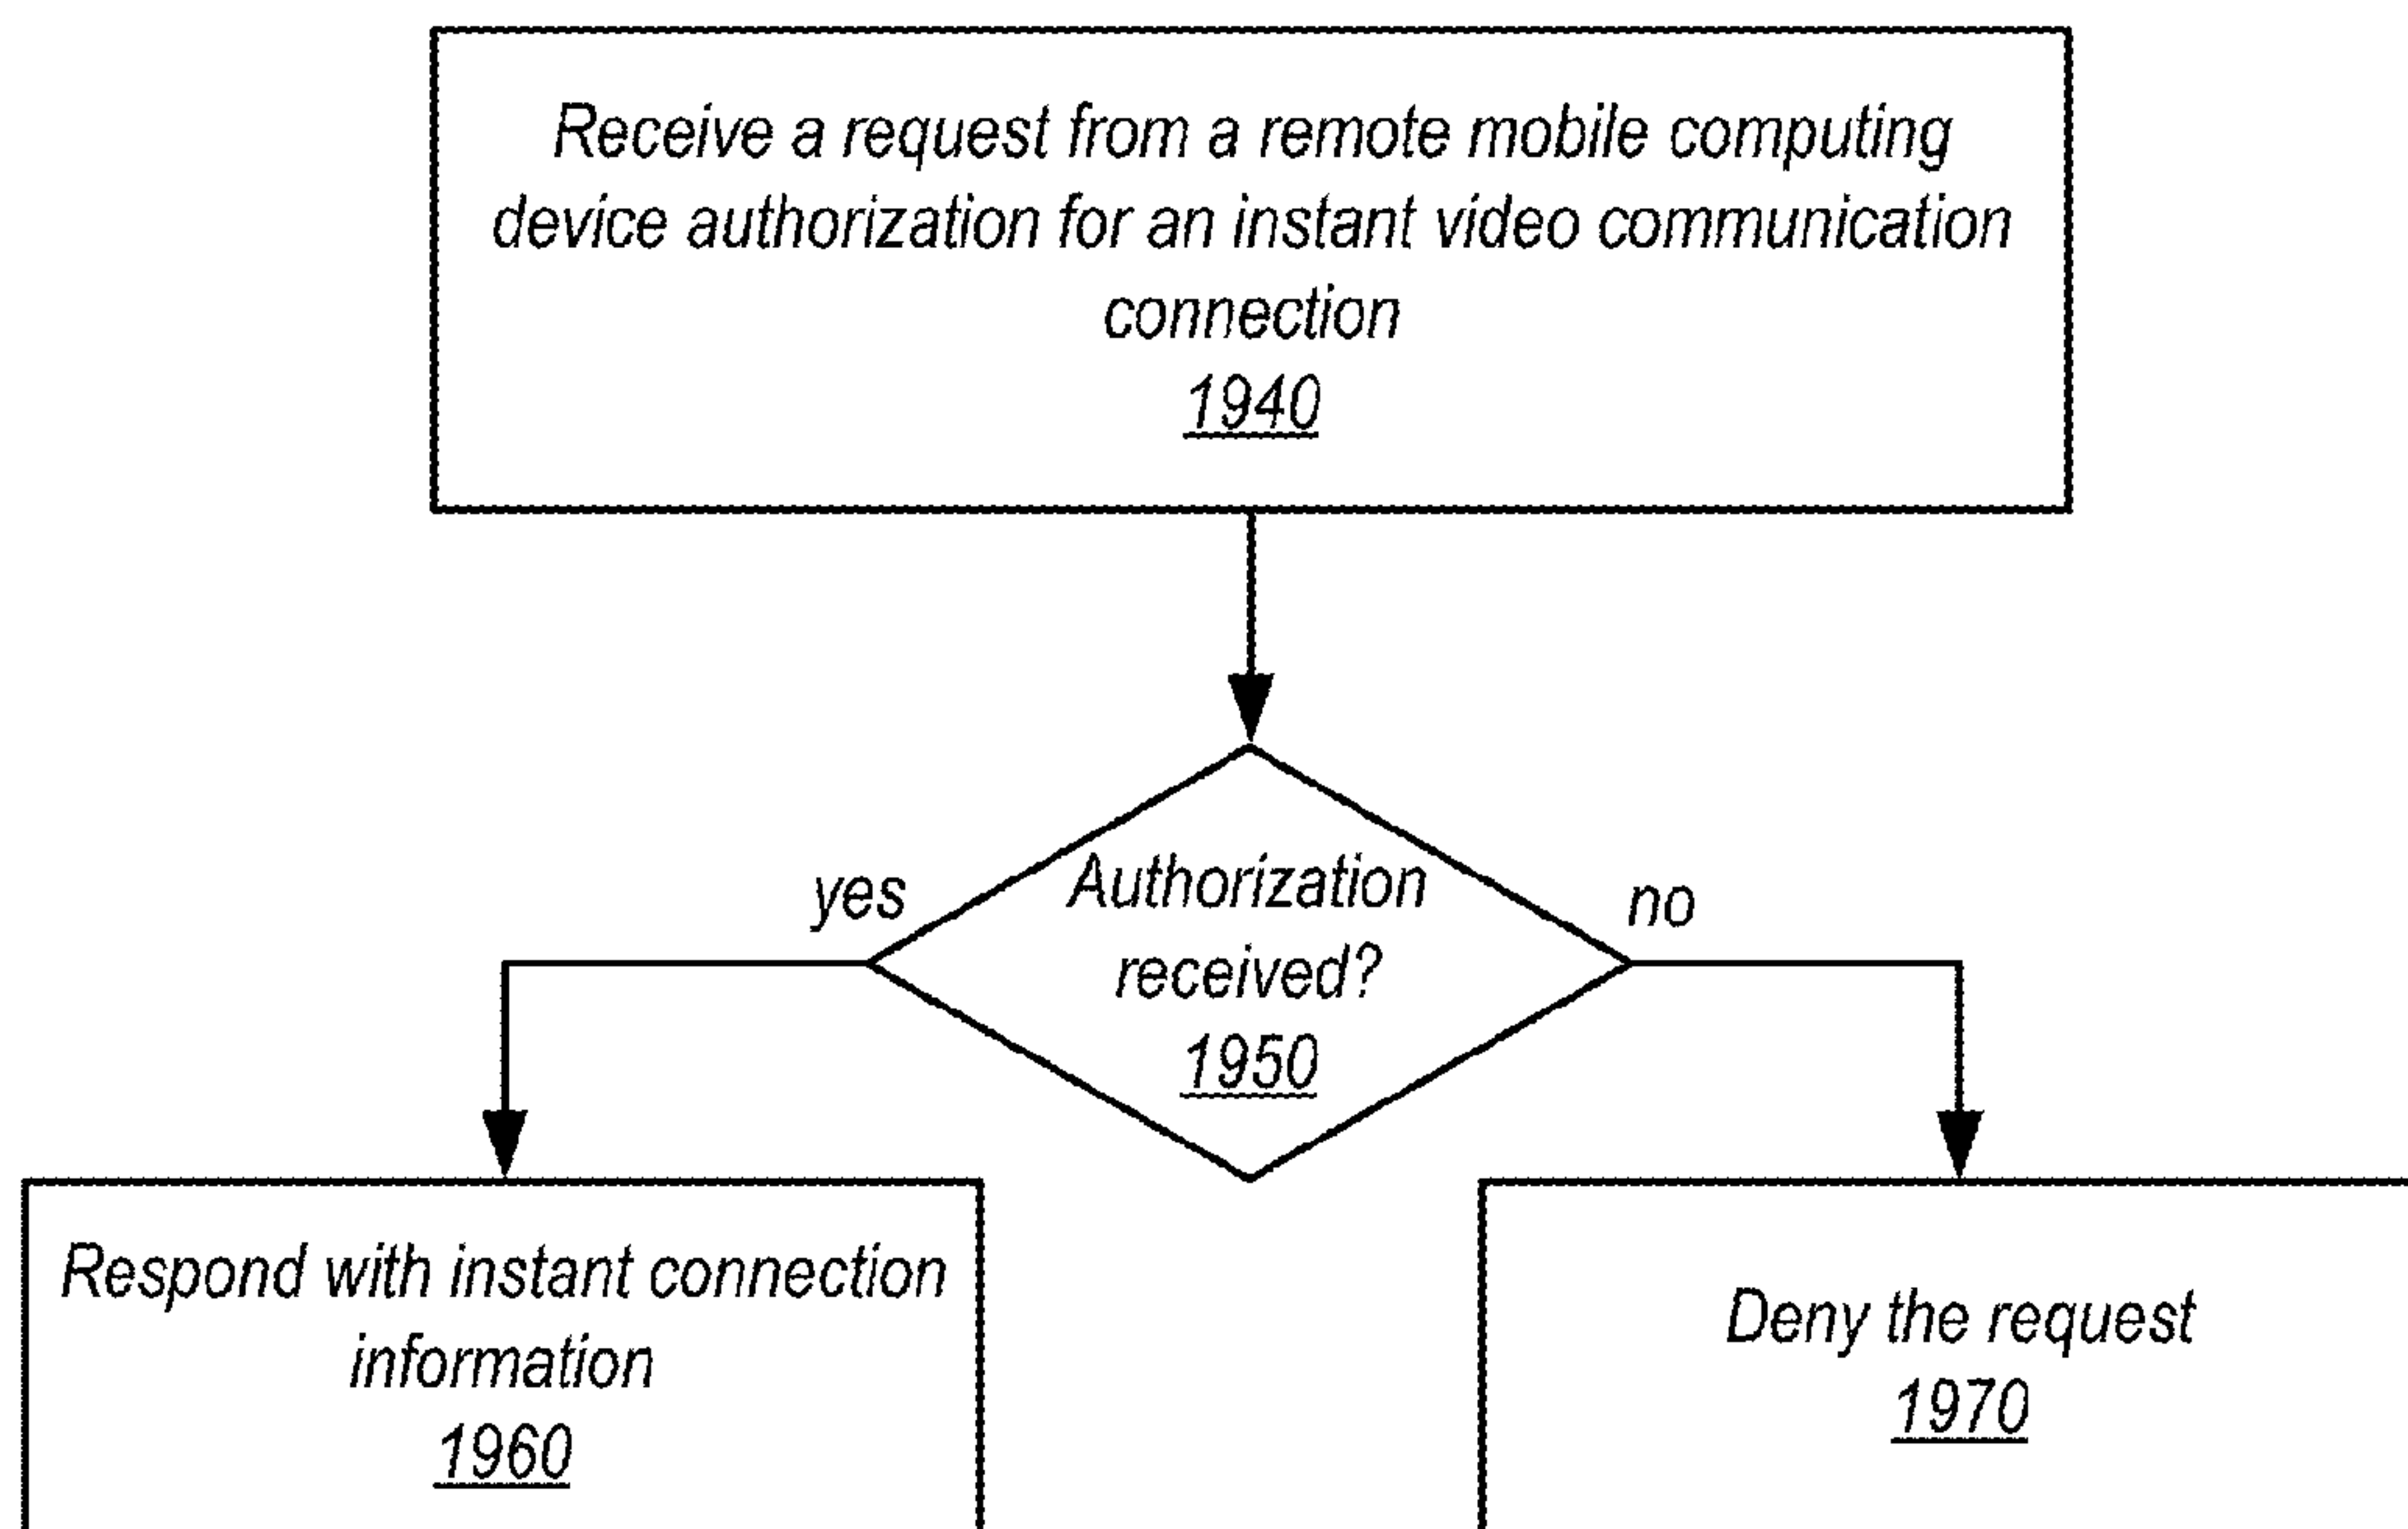 Receive a request from a remote mobile computing
device authorization for an instant video communication
connection
1940
yes
Authorization
received?
1950
no
Respond with instant connection
information
1960
Deny the request
1970